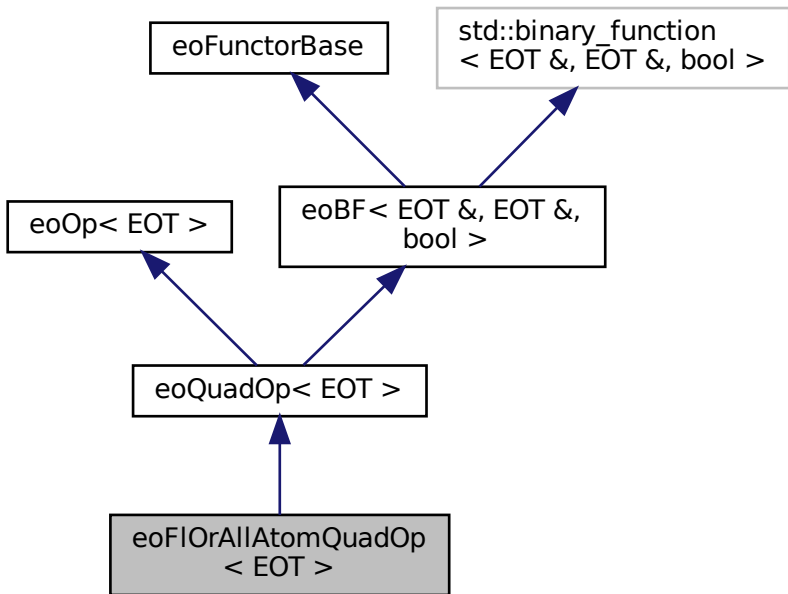 eoFunctorBase
std::binary_function
< EOT &, EOT &, bool >
eoOp< EOT >
eoBF< EOT &, EOT &,
bool >
eoQuadOp< EOT >
eoFlOrAllAtomQuadOp
< EOT >